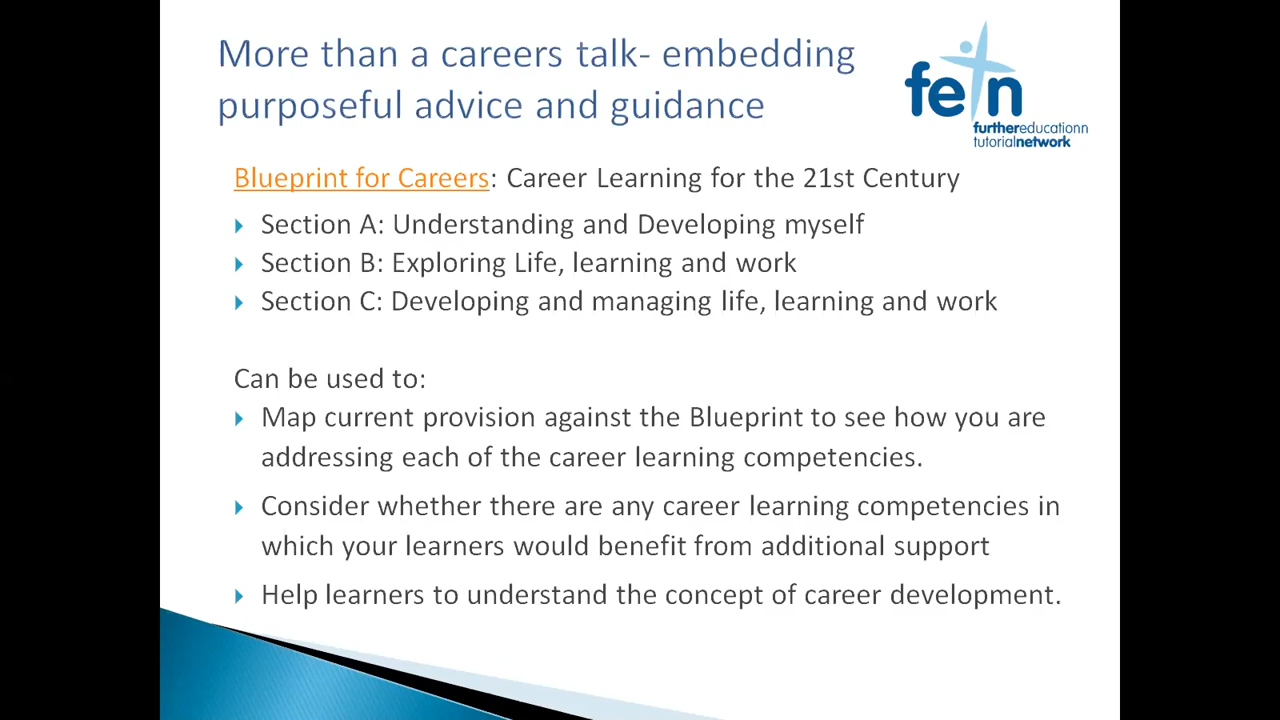 More than a careers talk- embedding
purposeful advice and guidance
fetn
furthereducationn
tutorialnetwork
Blueprint for Careers: Career Learning for the 21st Century
Section A: Understanding and Developing myself
Section B: Exploring Life, learning and work
Section C: Developing and managing life, learning and work
Can be used to:
Map current provision against the Blueprint to see how you are
addressing each of the career learning competencies.
Consider whether there are any career learning competencies in
which your learners would benefit from additional support
Help learners to understand the concept of career development.